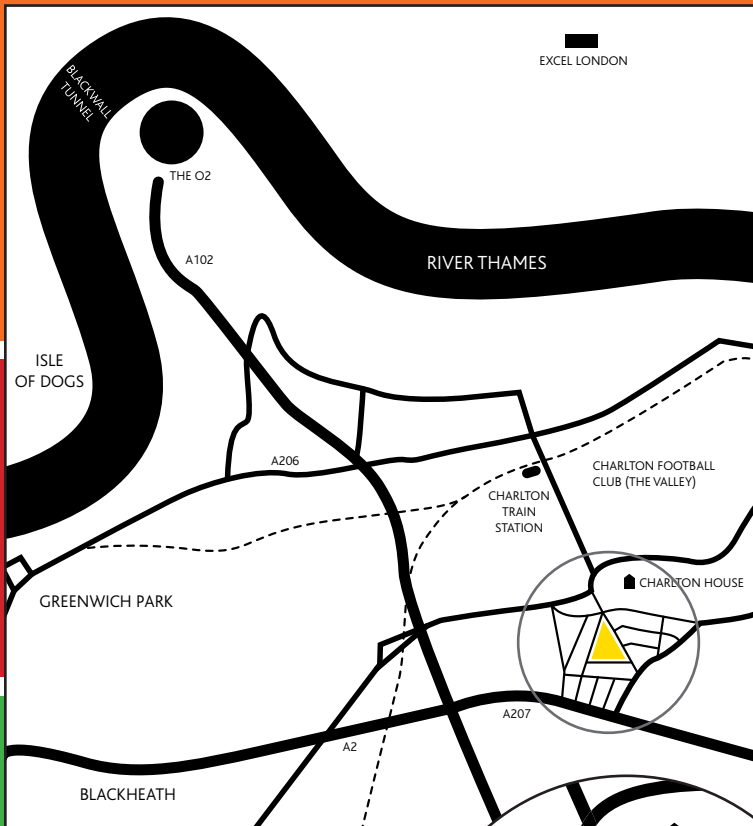 EXCEL LONDON
BLACKWALL
TUNNEL
THE O2
A102
RIVER THAMES
ISLE
OF DOGS
A206
CHARLTON FOOTBALL
CLUB (THE VALLEY)
CHARLTON
TRAIN
STATION
CHARLTON HOUSE
GREENWICH PARK
A207
A2
BLACKHEATH